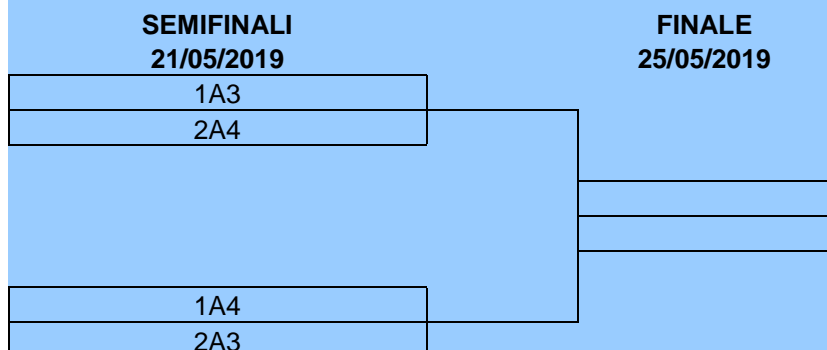 SEMIFINALI
21/05/2019
FINALE
25/05/2019
1A3
2A4
1A4
2A3